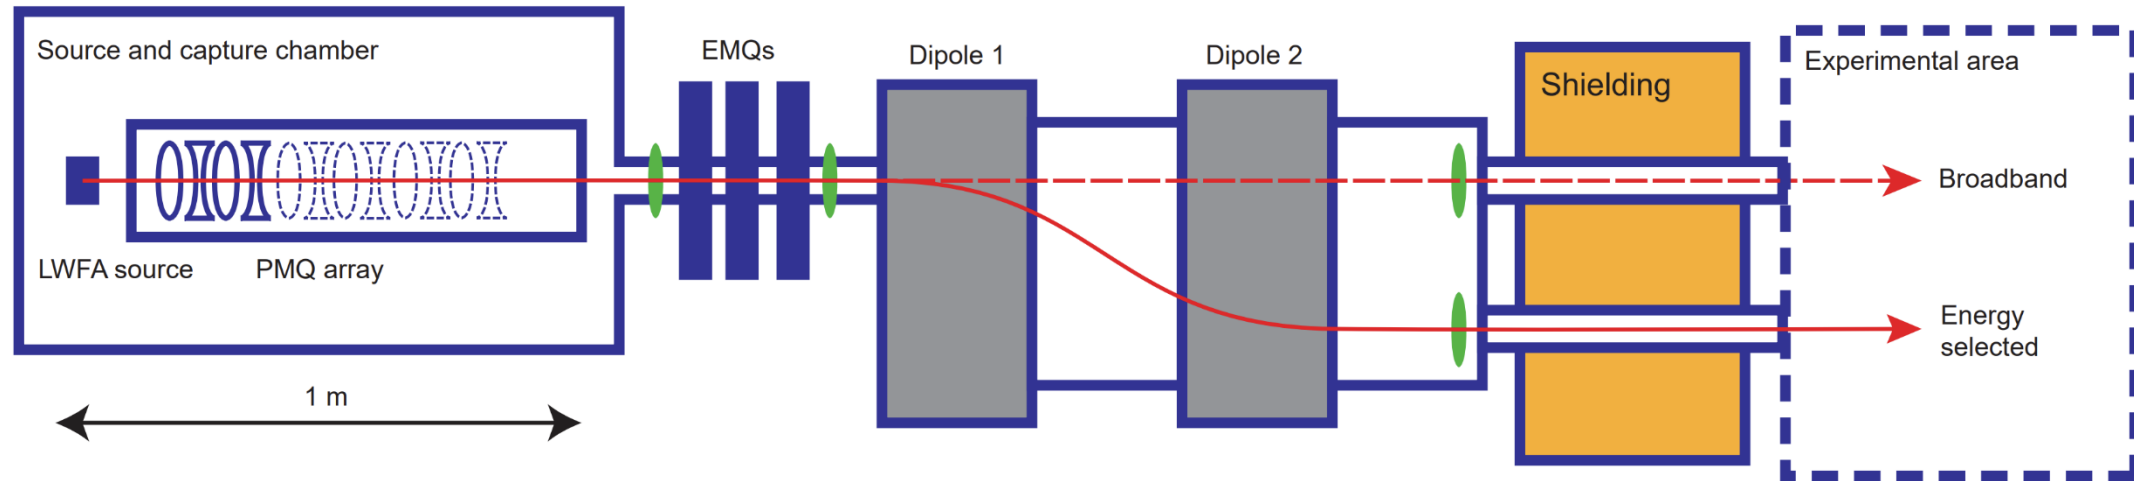 Source and capture chamber
EMQs
Dipole 1
Dipole 2
Shielding
Experimental area
Broadband
LWFA source
PMQ array
Energy
selected
1 m